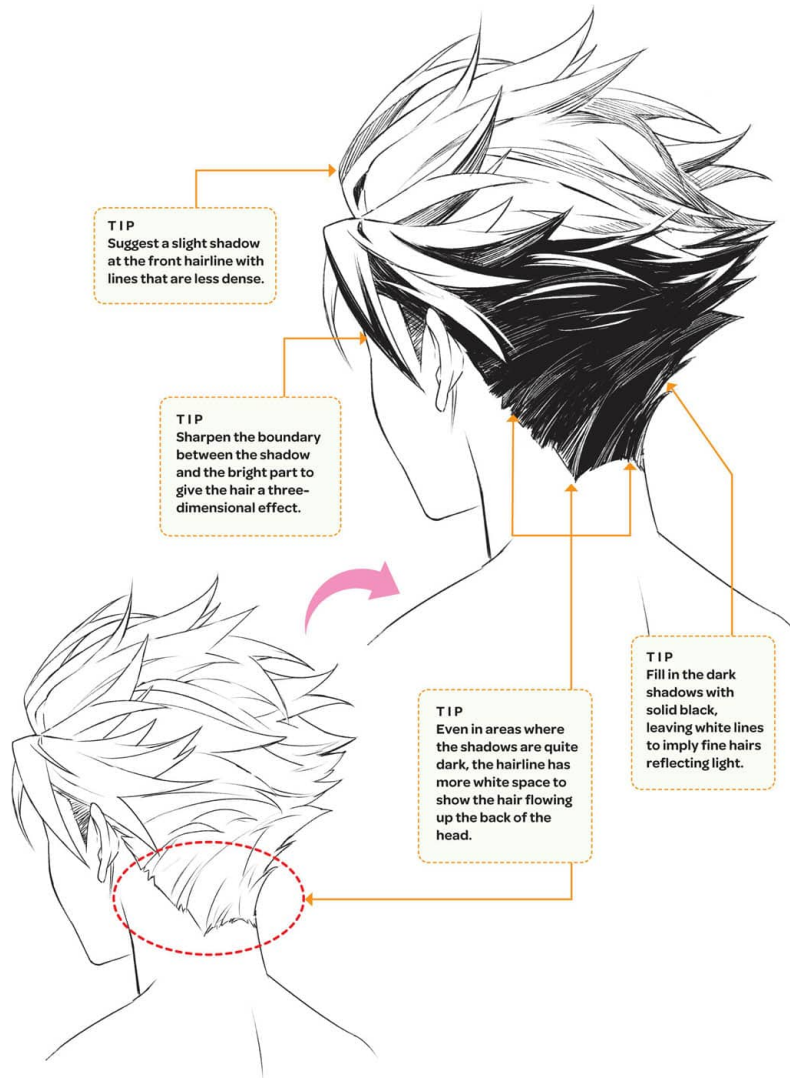 TIP
Suggest a slight shadow
at the front hairline with
lines that are less dense.
TIP
Sharpen the boundary
between the shadow
and the bright part to
give the hair a three-
dimensional effect.
TIP
Even in areas where
the shadows are quite
dark, the hairline has
more white space to
show the hair flowing
up the back of the
head.
TIP
Fill in the dark
shadows with
solid black,
leaving white lines
to imply fine hairs
reflecting light.